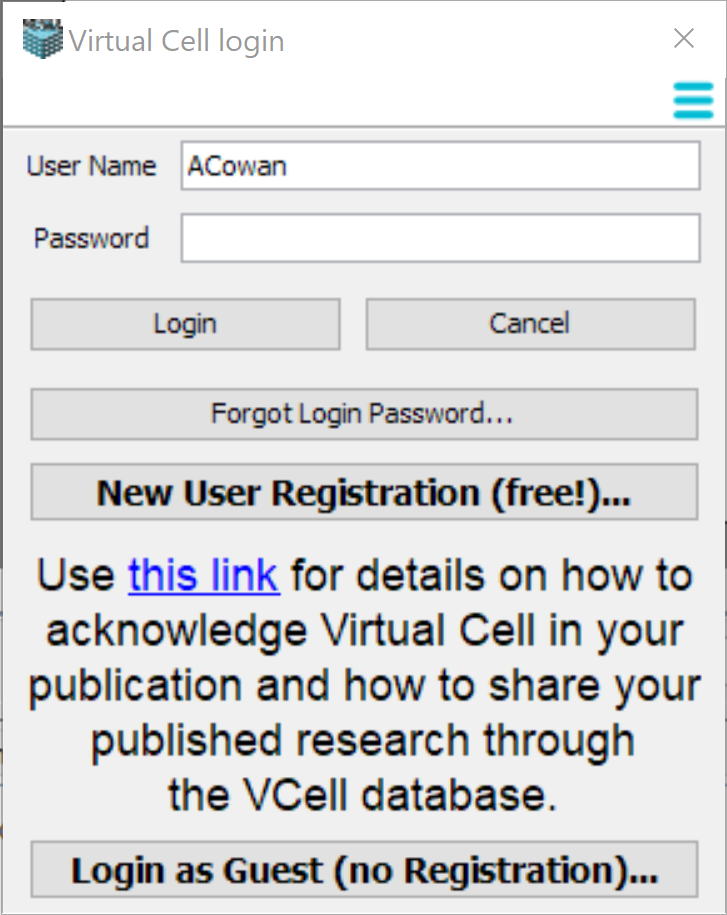 Virtual Cell login
User Name ACowan
Password
Login Cancel
Forgot Login Password...
New User Registration (free!)...
Use this link for details on how to
acknowledge Virtual Cell in your
publication and how to share your
published research through
the VCell database.
Login as Guest (no Registration)...